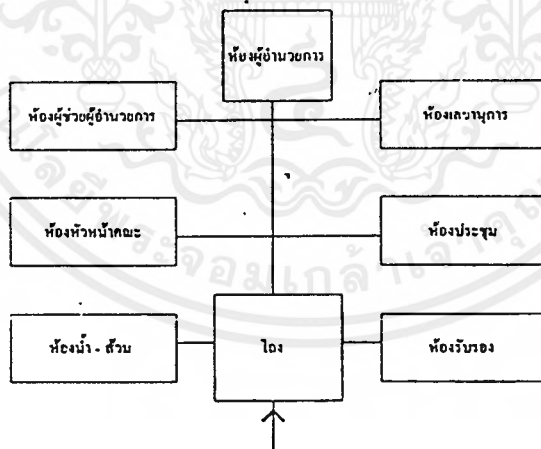 ห้องผู้อำนวยการ
ห้องผู้ช่วยผู้อำนวยการ
ห้องเลขานุการ
ห้องหัวหน้าคณะ
ห้องประชุม
ห้องน้ำ - ส้วม
โถง
ห้องรับรอง